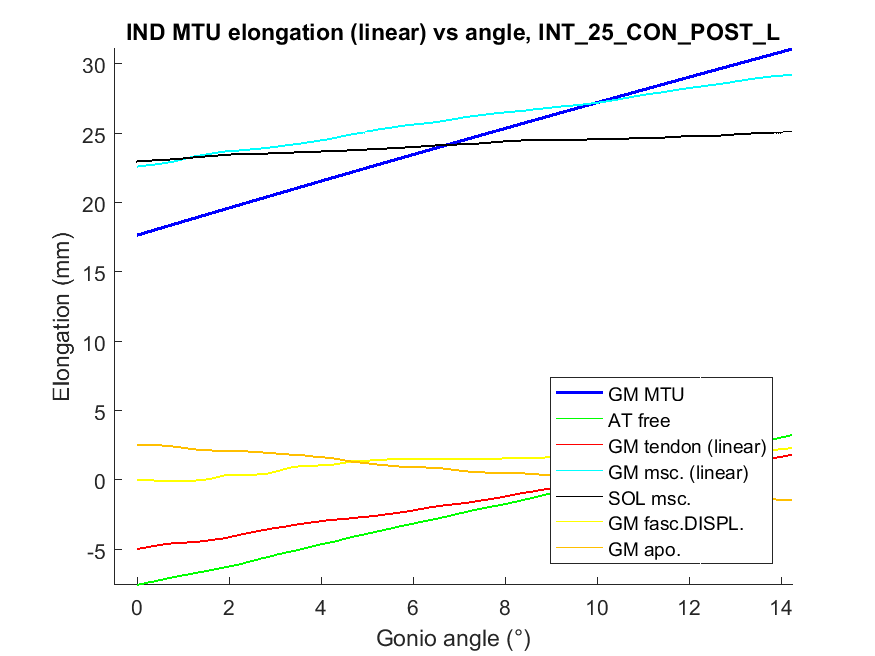 IND MTU elongation (linear) vs angle, INT_25_CON_POST_L
30
25
20
15
10
5
0
-5
Elongation (mm)
GM MTU
AT free
GM tendon (linear)
GM msc. (linear)
SOL msc.
GM fasc.DISPL.
GM apo.
0 2 4 6 8 10 12 14
Gonio angle (°)